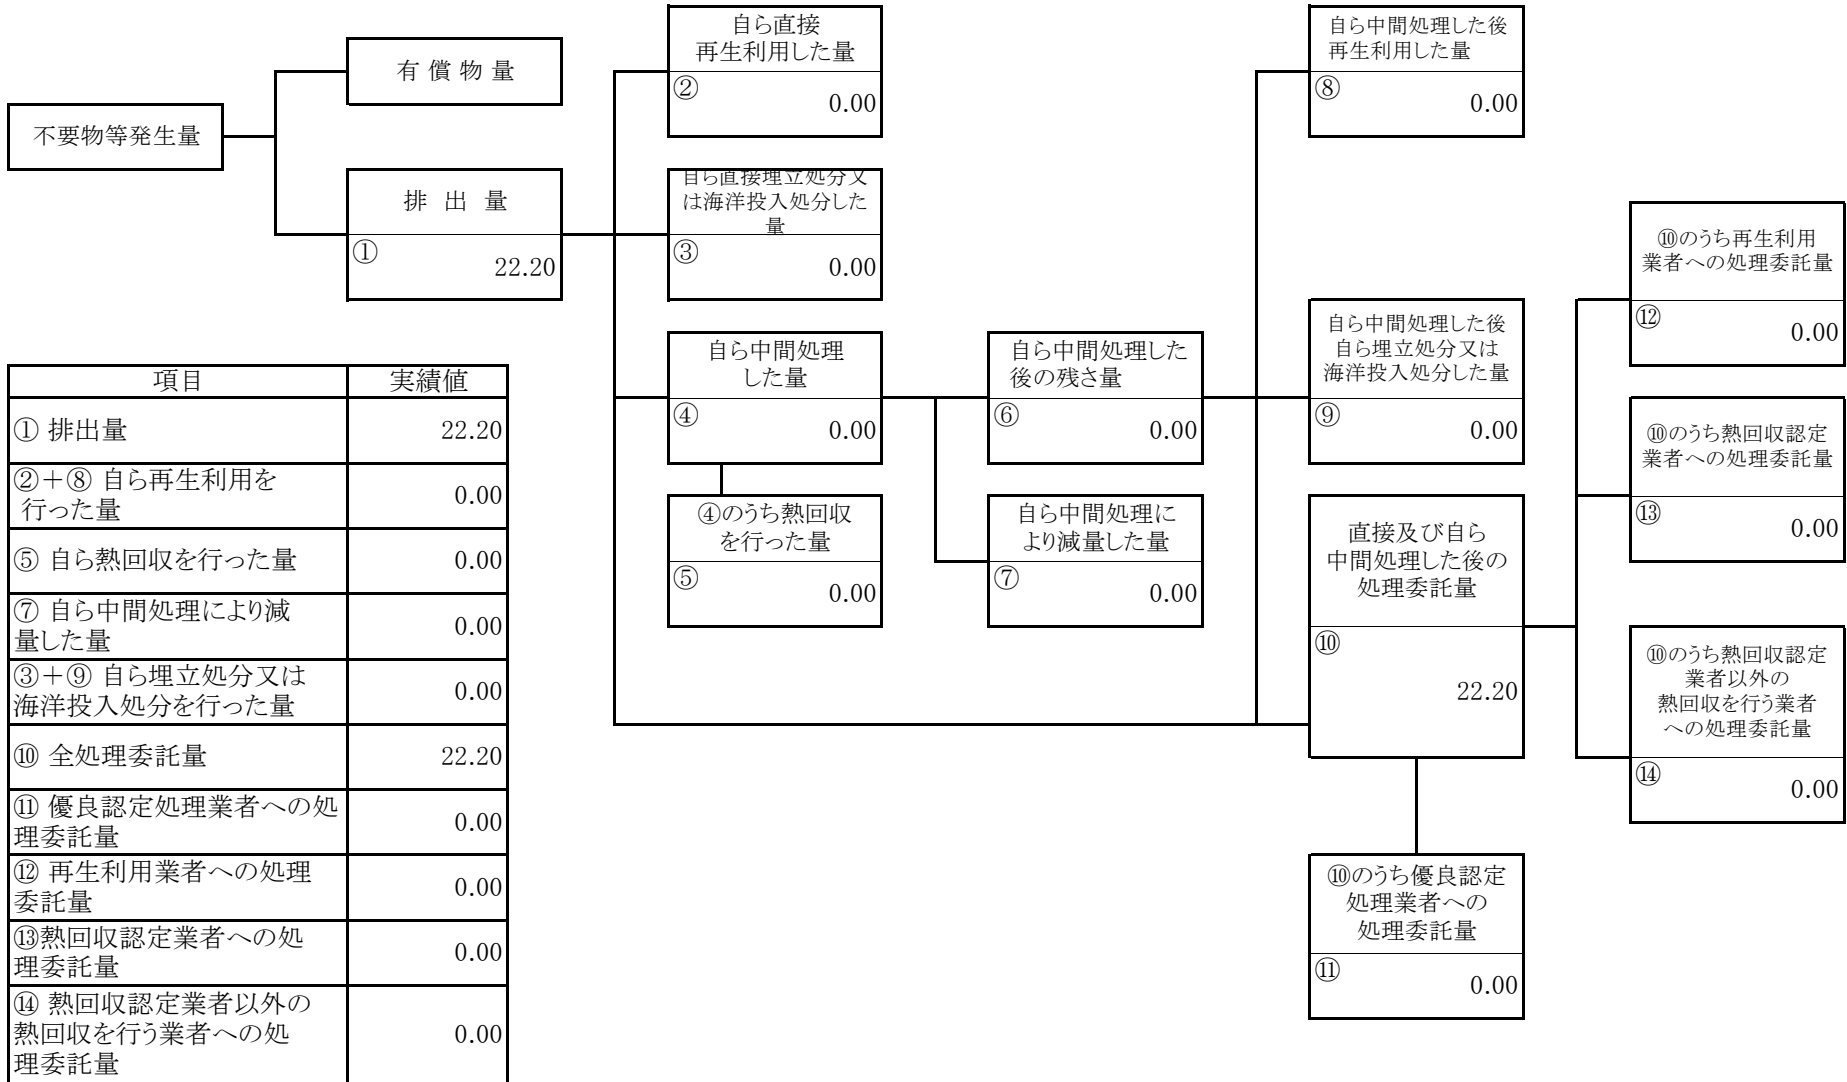 不要物等発生量
有 償 物 量
排 出 量
①
22.20
自ら直接
再生利用した量
②
0.00
自ら直接埋立処分又
は海洋投入処分した
量
③
0.00
自ら中間処理
した量
④
0.00
④のうち熱回収
を行った量
⑤
0.00
自ら中間処理した
後の残さ量
⑥
0.00
自ら中間処理に
より減量した量
⑦
0.00
自ら中間処理した後
再生利用した量
⑧
0.00
自ら中間処理した後
自ら埋立処分又は
海洋投入処分した量
⑨
0.00
直接及び自ら
中間処理した後の
処理委託量
⑩
22.20
⑩のうち優良認定
処理業者への
処理委託量
⑪
0.00
⑩のうち再生利用
業者への処理委託量
⑫
0.00
⑩のうち熱回収認定
業者への処理委託量
⑬
0.00
⑩のうち熱回収認定
業者以外の
熱回収を行う業者
への処理委託量
⑭
0.00
項目 実績値
① 排出量 22.20
②＋⑧ 自ら再生利用を
行った量
0.00
⑤ 自ら熱回収を行った量 0.00
⑦ 自ら中間処理により減
量した量
0.00
③＋⑨ 自ら埋立処分又は
海洋投入処分を行った量
0.00
⑩ 全処理委託量 22.20
⑪ 優良認定処理業者への処
理委託量
0.00
⑫ 再生利用業者への処理
委託量
0.00
⑬熱回収認定業者への処
理委託量
0.00
⑭ 熱回収認定業者以外の
熱回収を行う業者への処
理委託量
0.00